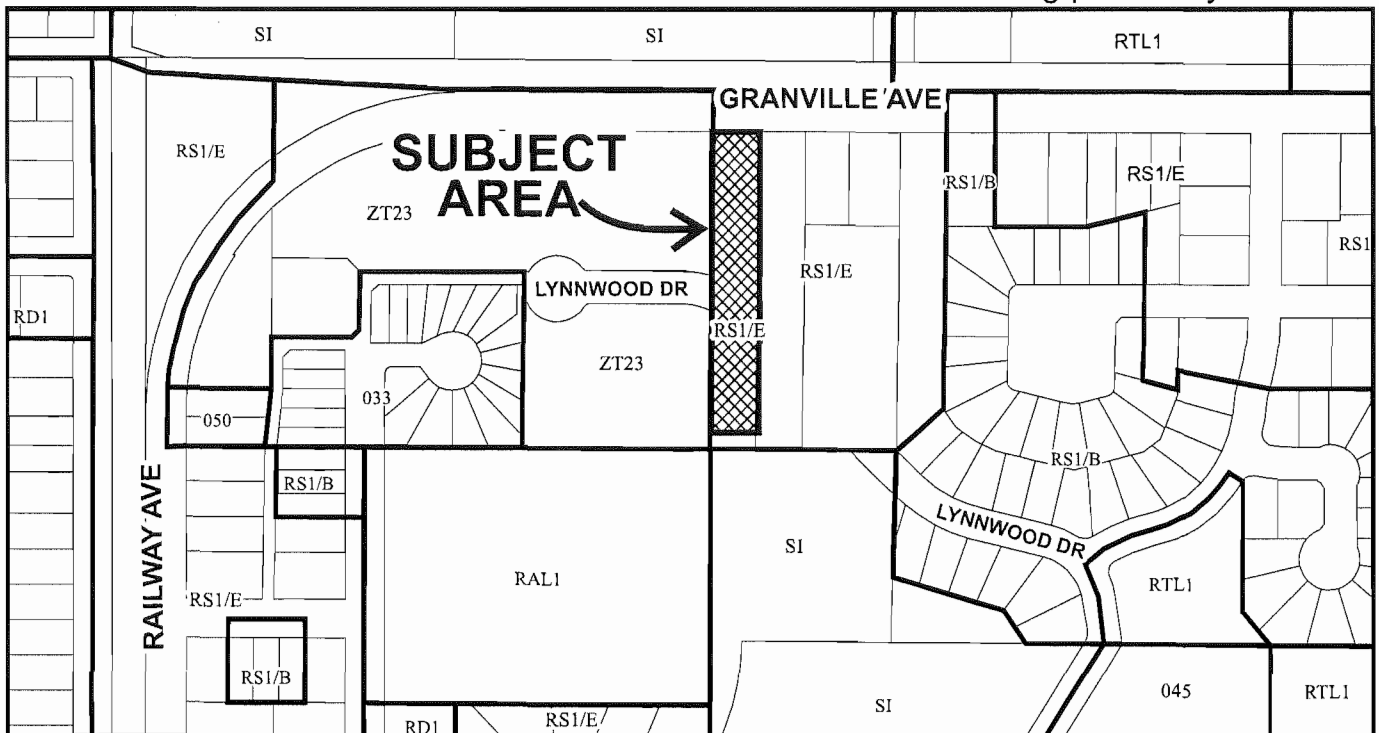 g p y
SI
SI
RTL1
GRANVILLE AVE
RS1/E
SUBJECT
AREA
ZT23
RS1/B
RS1/E
RS1
RS1/E
LYNNWOOD DR
RD1
RS1/E
ZT23
033
050
RS1/B
RS1/B
LYNNWOOD DR
SI
RAL1
RTL1
RS1/E
RAILWAY AVE
RS1/B
045
RTL1
SI
RD1
RS1/E